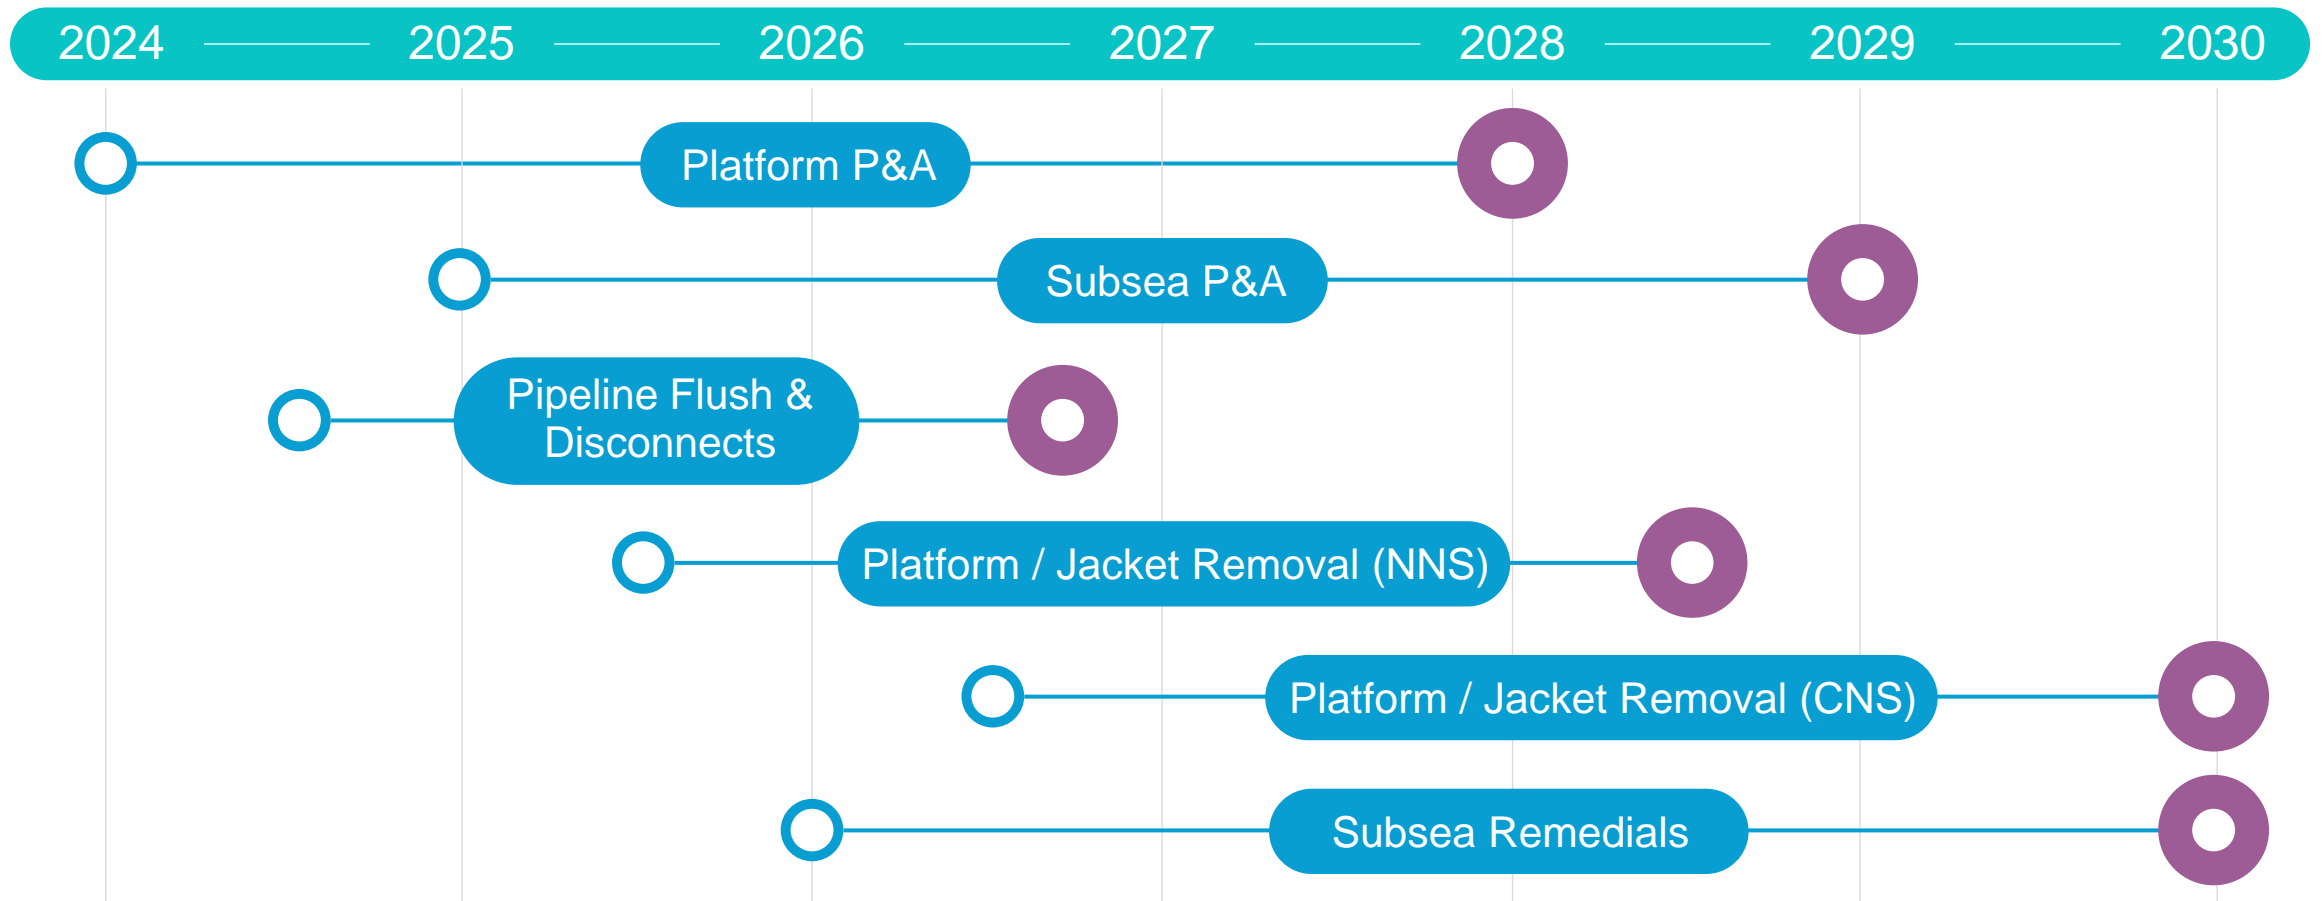 2024 2025 2026 2027 2028 2029 2030
Platform P&A
Subsea P&A
Pipeline Flush &
Disconnects
Platform / Jacket Removal (NNS)
Platform / Jacket Removal (CNS)
Subsea Remedials